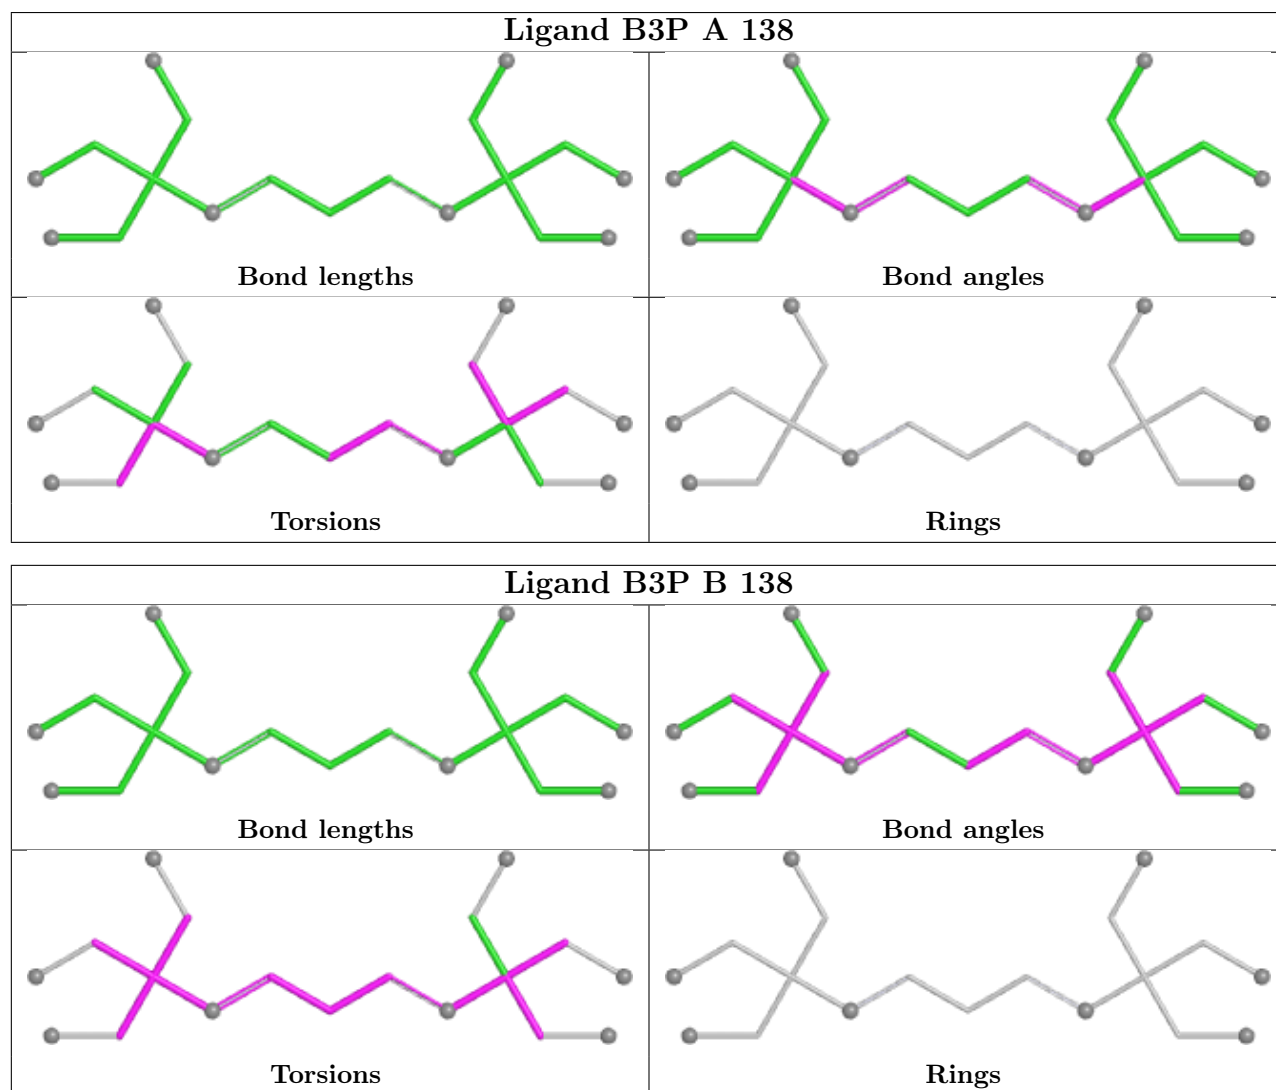 Ligand B3P A 138
Bond lengths
Bond angles
Torsions
Rings
Ligand B3P B 138
Bond lengths
Bond angles
Torsions
Rings